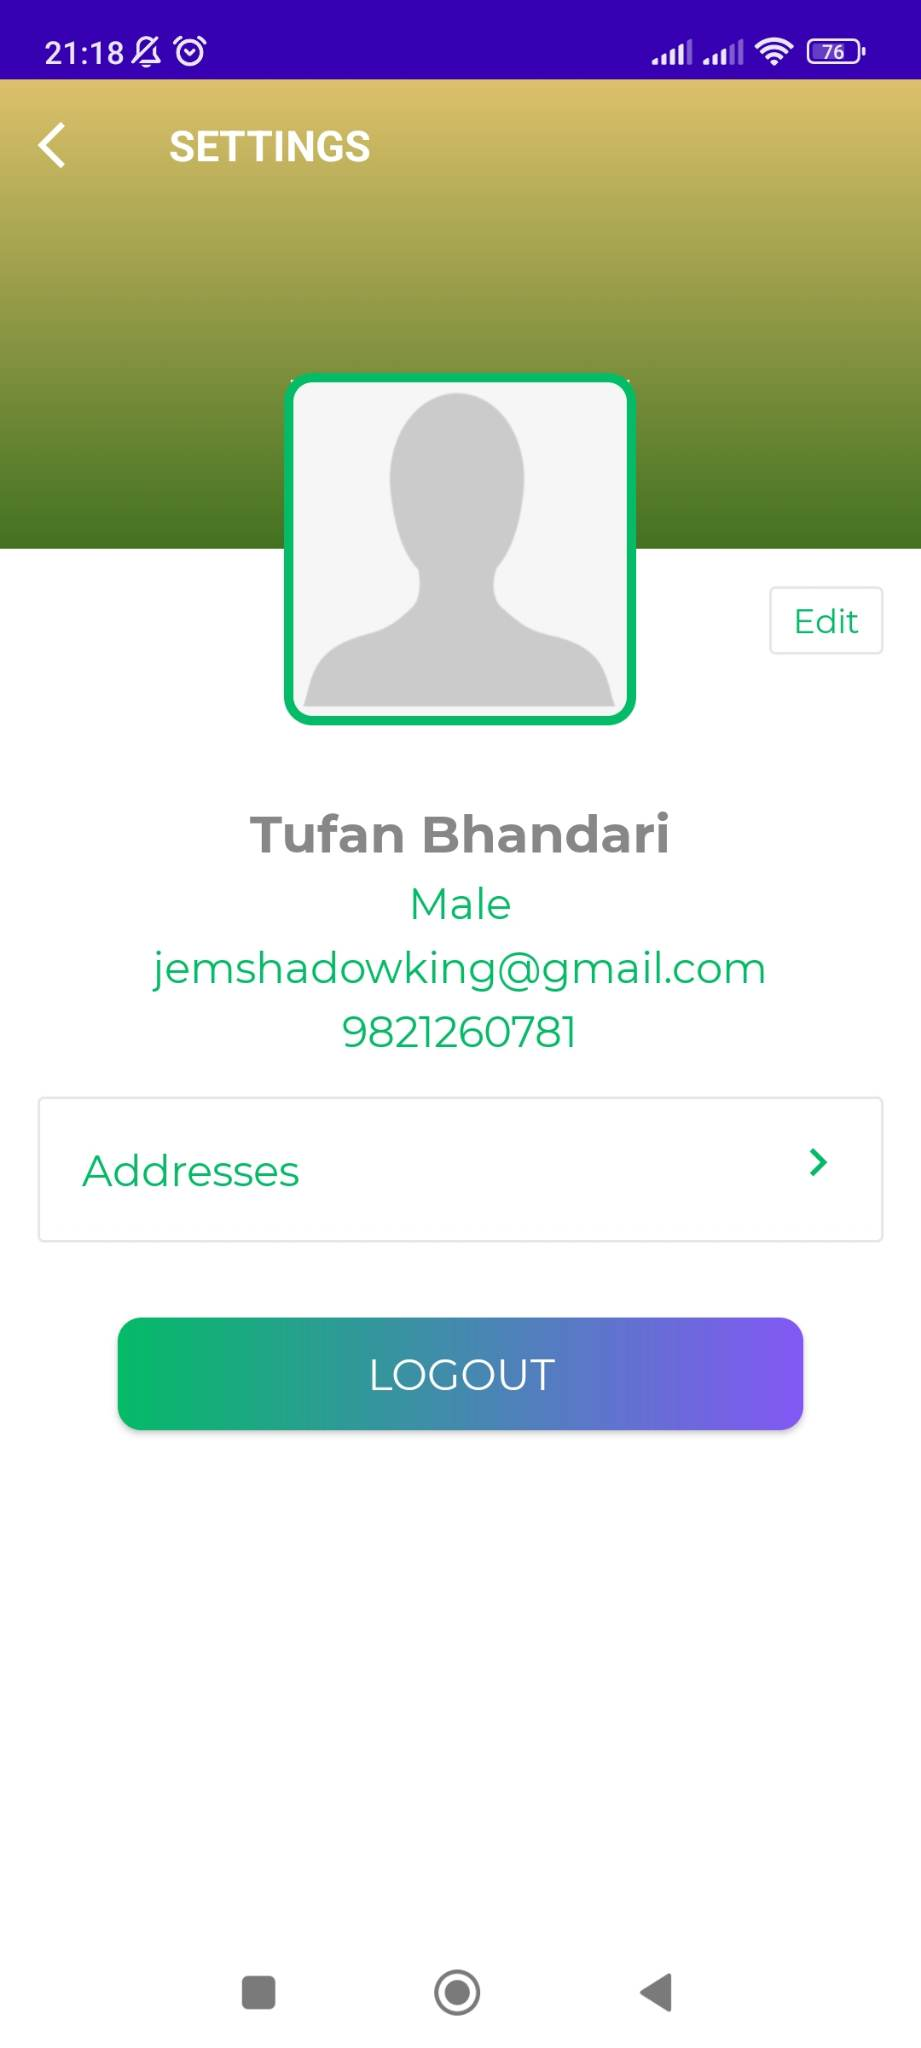 21:18
76
SETTINGS
Edit
Tufan Bhandari
Male
jemshadowking@gmail.com
9821260781
Addresses
LOGOUT